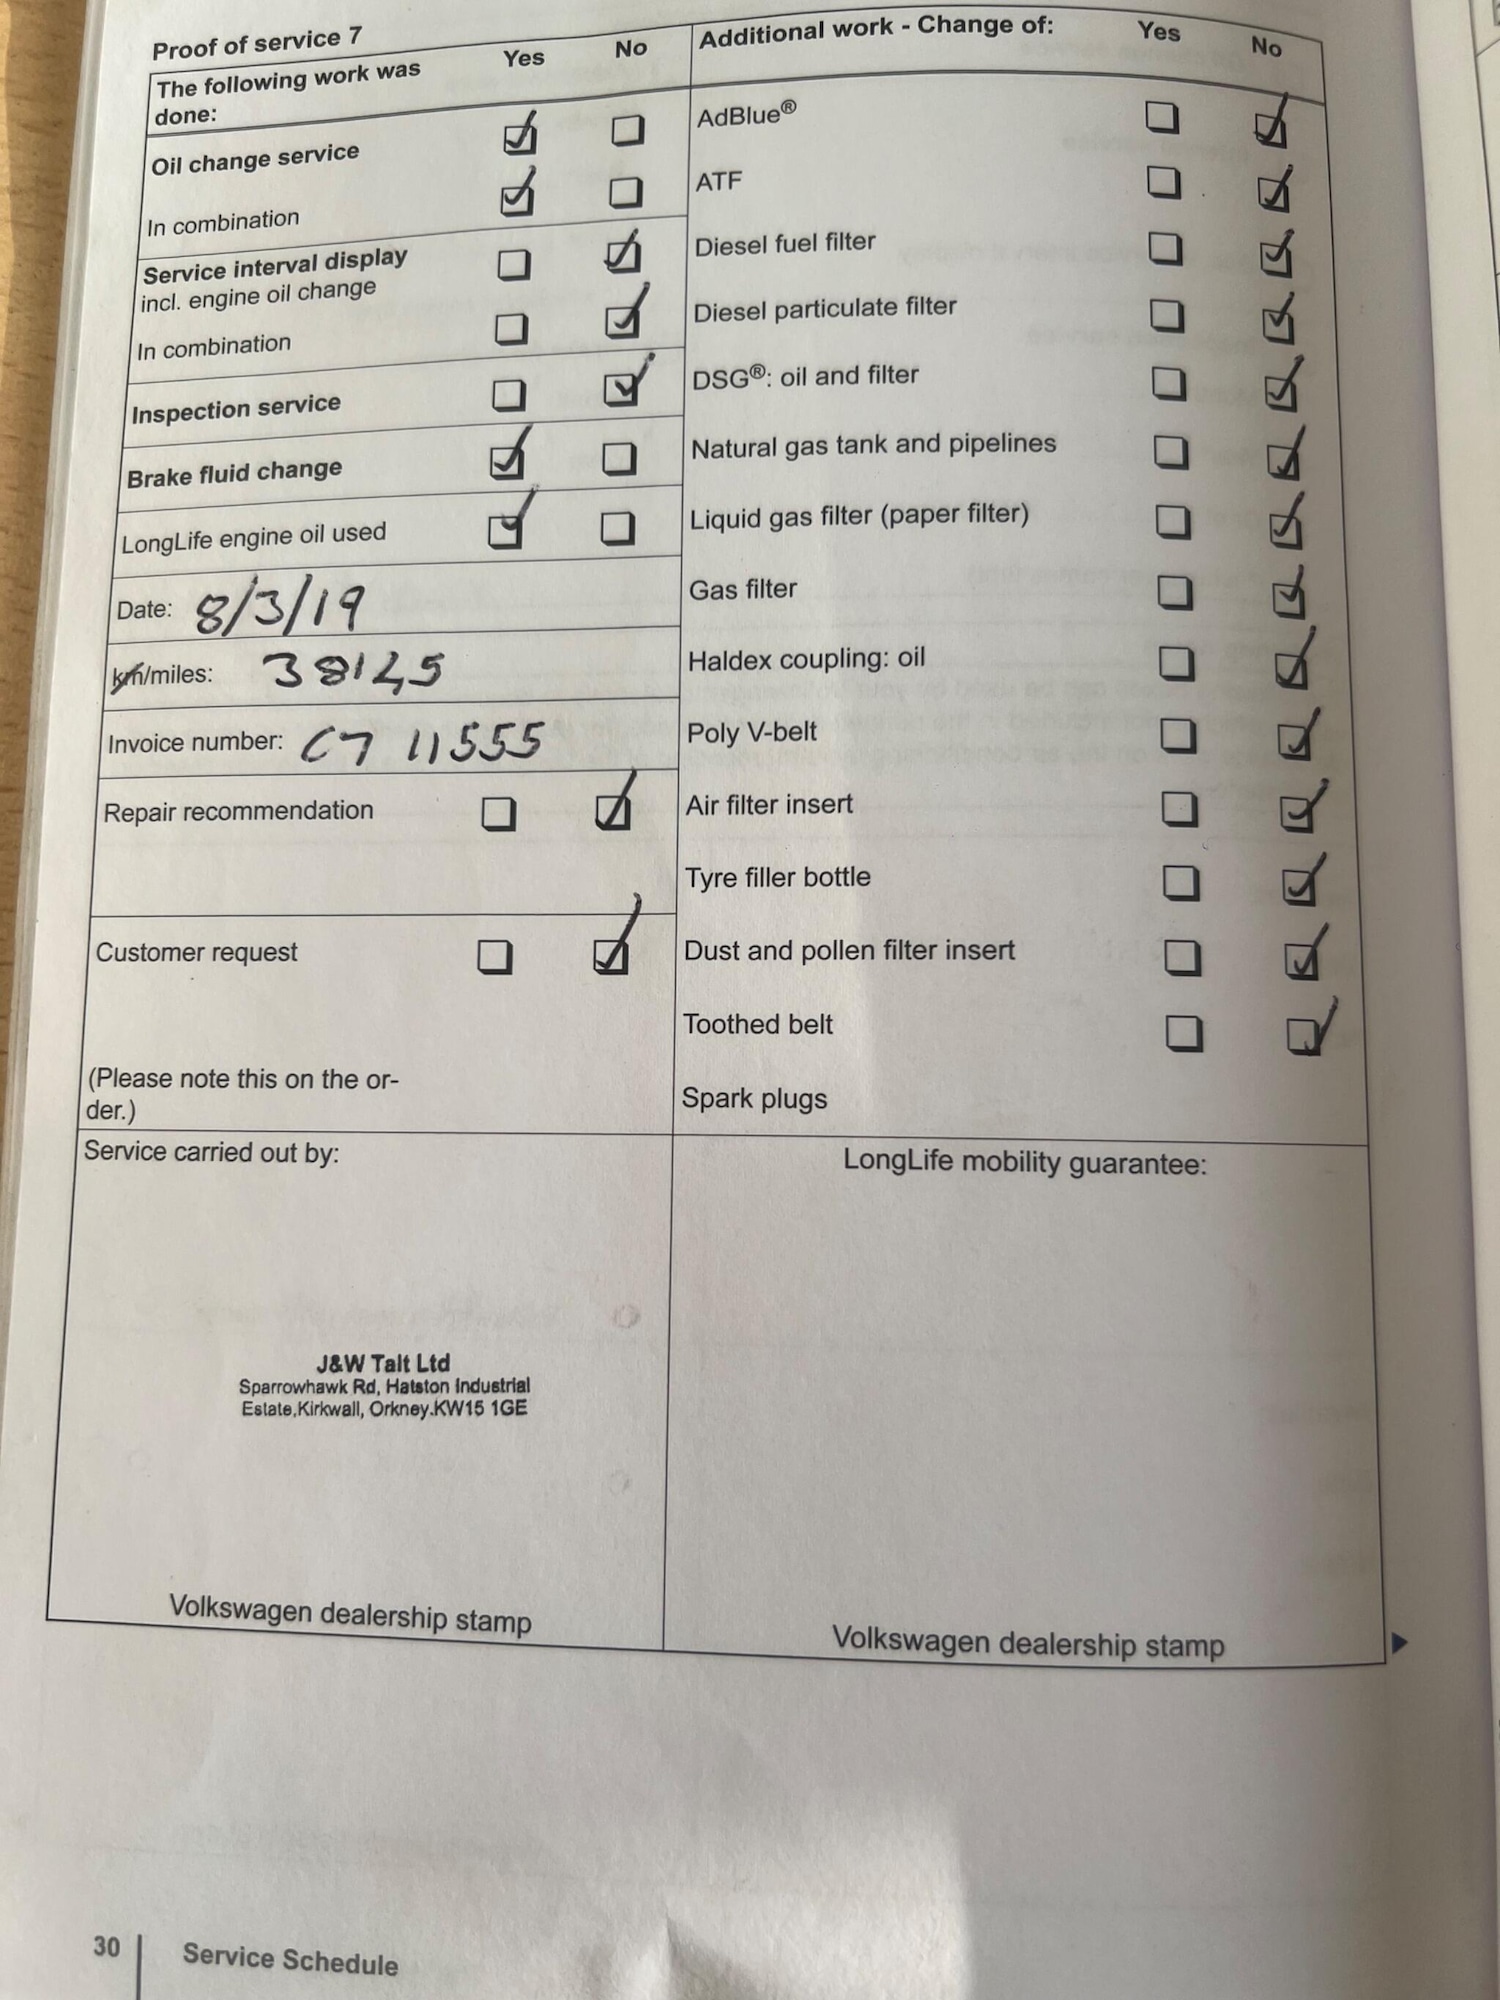 Proof of service 7
The following work was
done:
Yes
No
Oil change service
In combination
Service interval display
incl. engine oil change
In combination
Inspection service
Brake fluid change
LongLife engine oil used
Date: 8/3/19
km/miles: 38145
Invoice number: C7 11555
Repair recommendation
Customer request
(Please note this on the or-
der.)
Service carried out by:
J&W Tait Ltd
Sparrowhawk Rd, Hatston Industrial
Estate,Kirkwall, Orkney.KW15 1GE
Volkswagen dealership stamp
Additional work - Change of:
Yes
No
AdBlue®
ATF
Diesel fuel filter
Diesel particulate filter
DSG®: oil and filter
Natural gas tank and pipelines
Liquid gas filter (paper filter)
Gas filter
Haldex coupling: oil
Poly V-belt
Air filter insert
Tyre filler bottle
Dust and pollen filter insert
Toothed belt
Spark plugs
LongLife mobility guarantee:
Volkswagen dealership stamp
30
Service Schedule